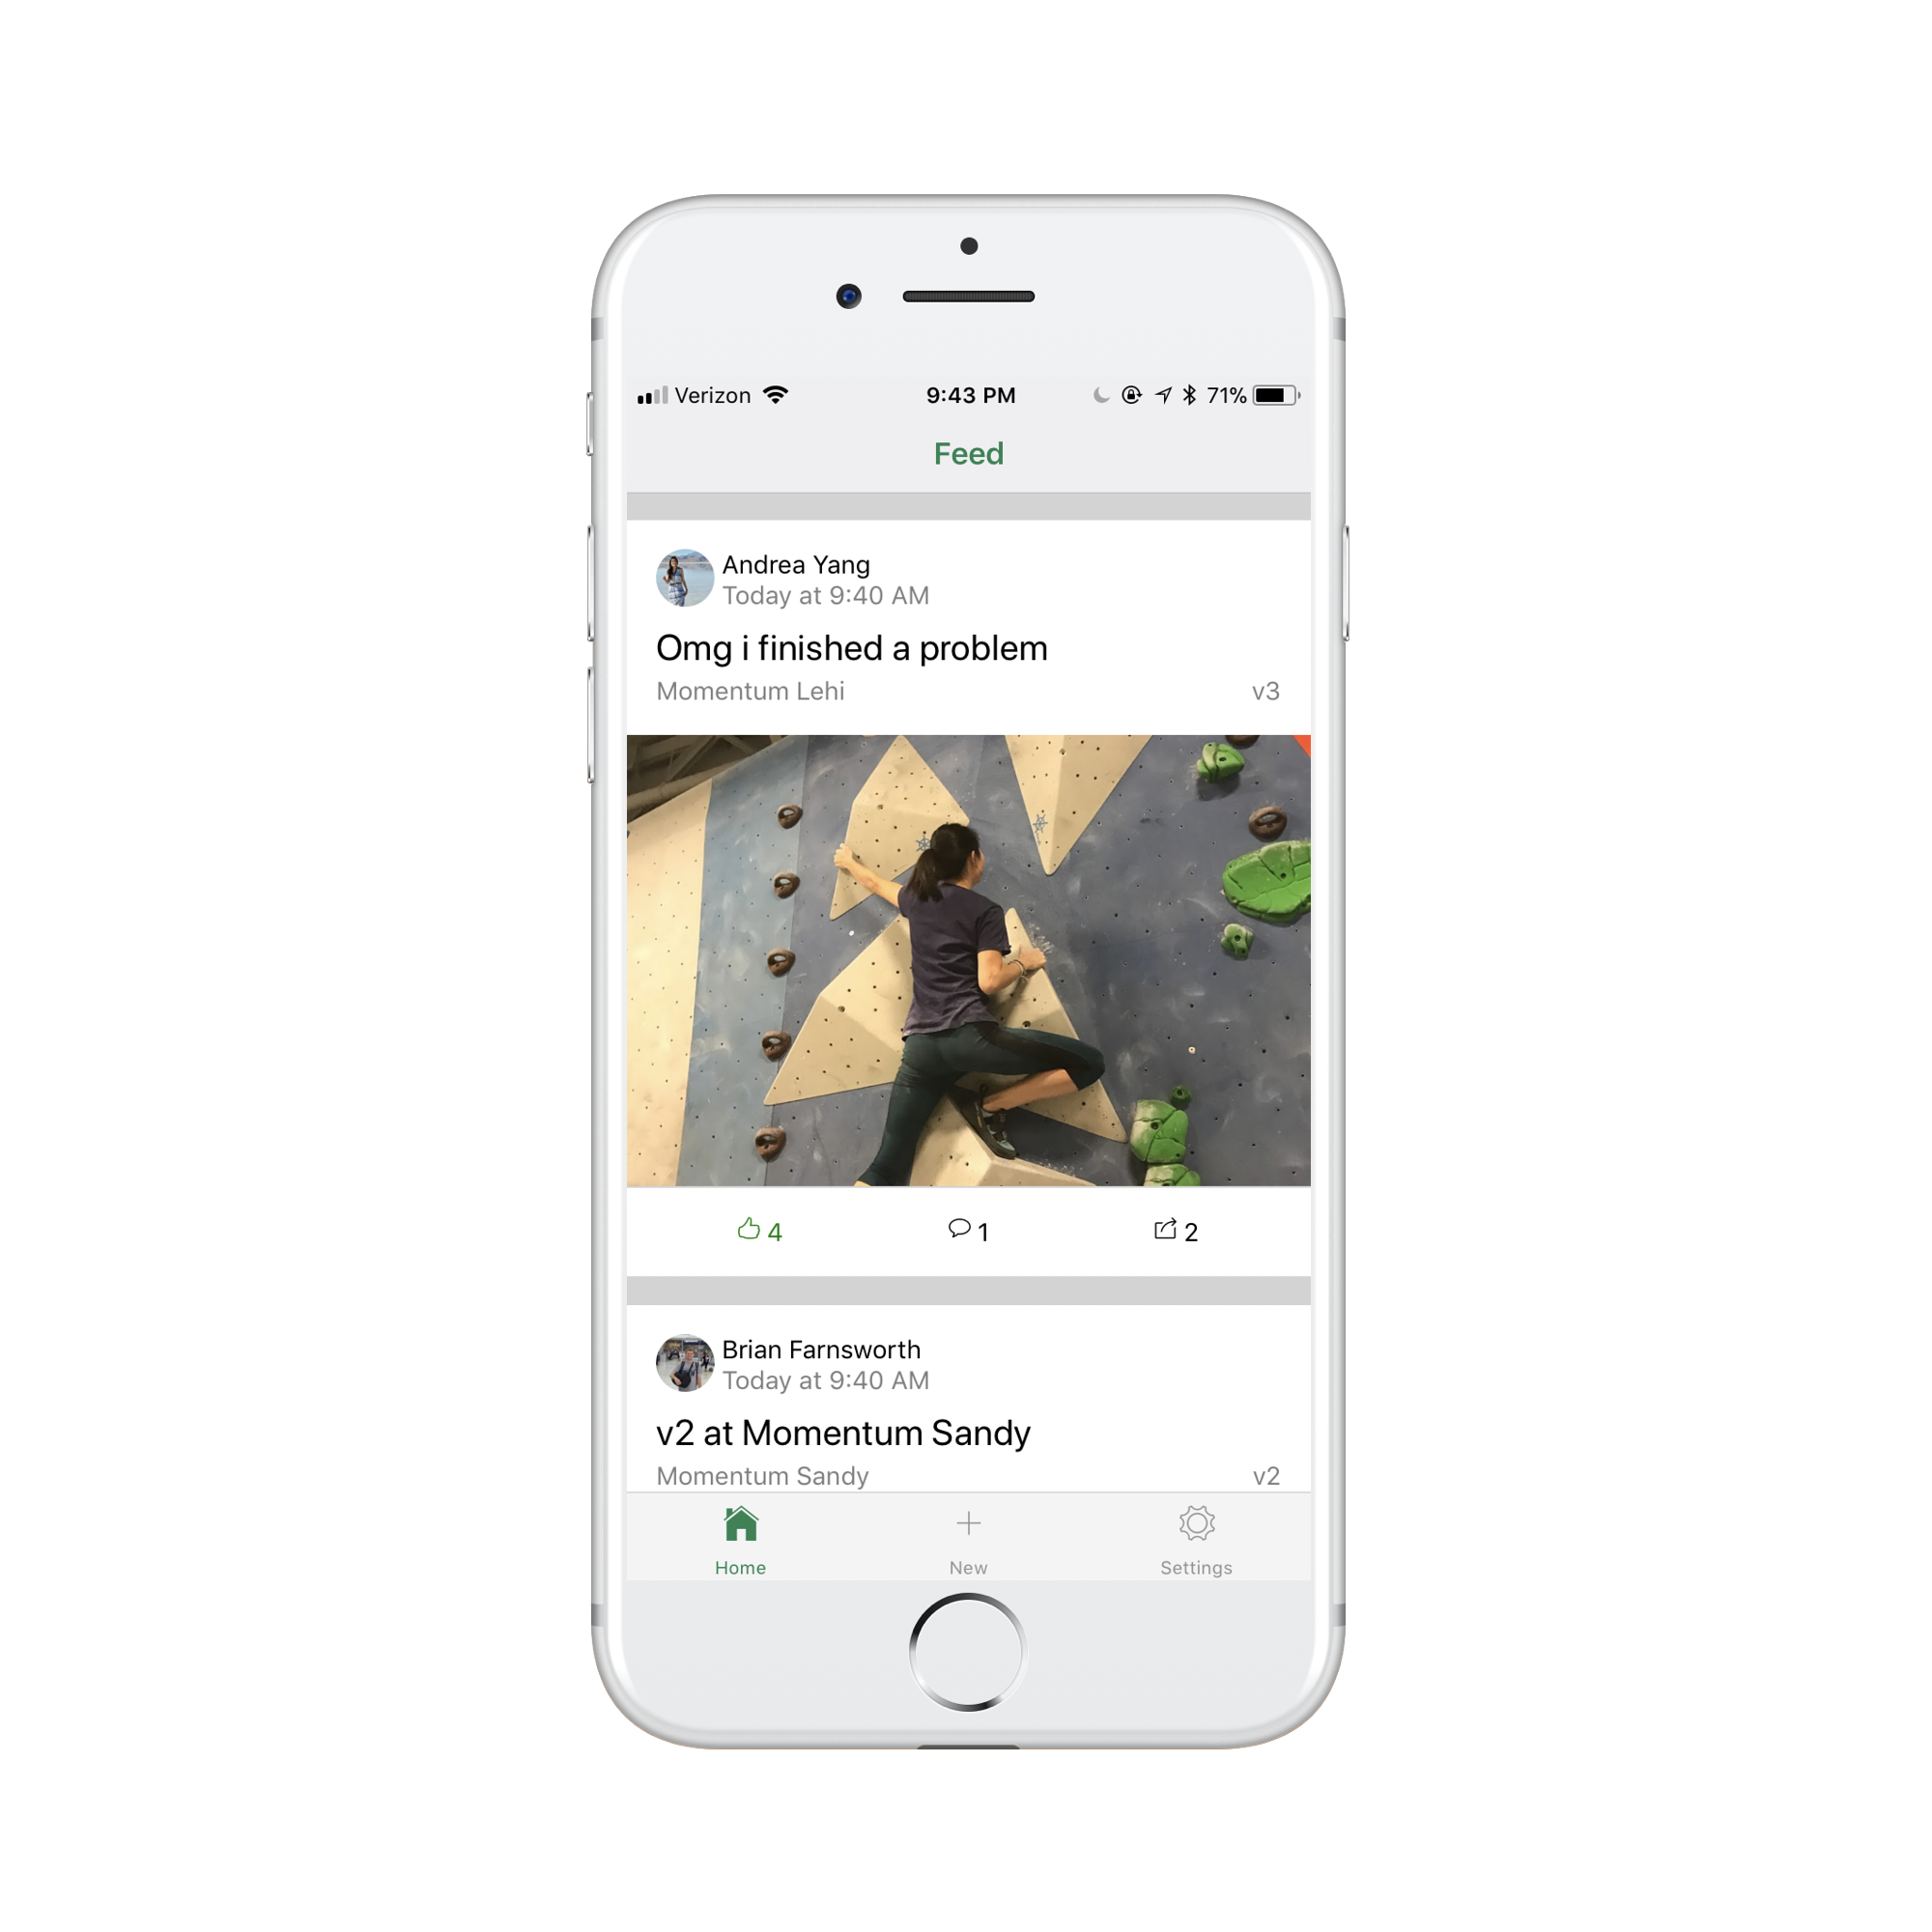 Verizon 9:43 PM 71%
Feed
Andrea Yang
Today at 9:40 AM
Omg i finished a problem
Momentum Lehi v3
4 1 2
Brian Farnsworth
Today at 9:40 AM
v2 at Momentum Sandy
Momentum Sandy v2
Home New Settings